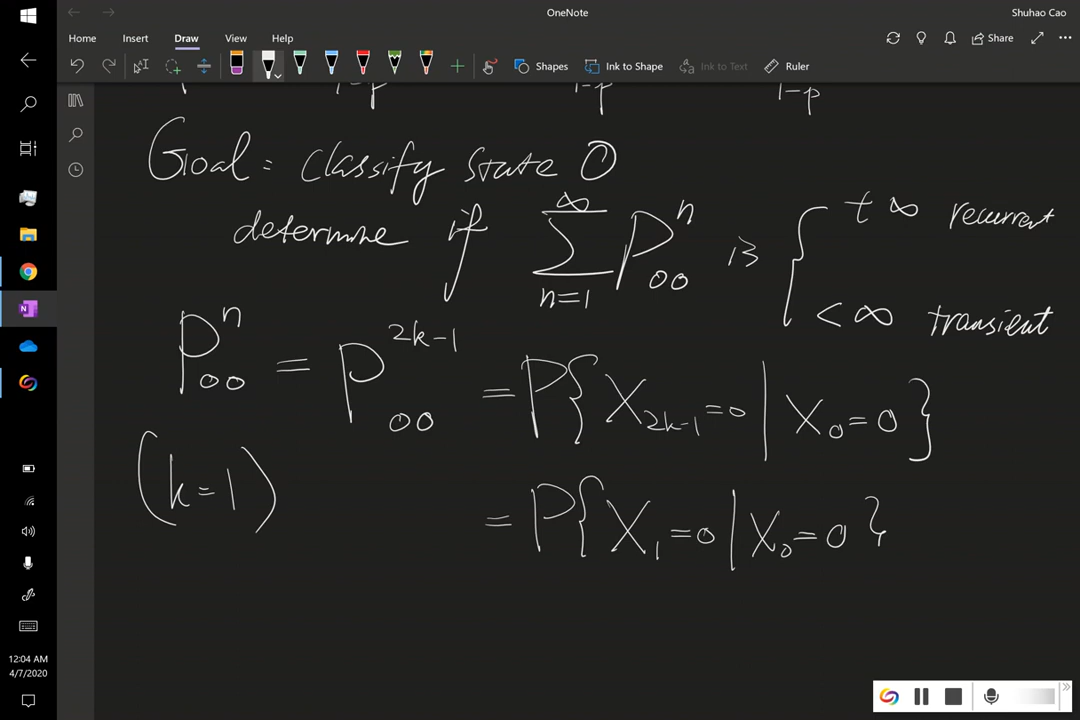 OneNote
Shuhao Cao
Home Insert Draw View Help
Share
Shapes Ink to Shape Ink to Text Ruler
1-p 1-p 1-p
Goal: classify state 0
determine if ∑_{n=1}^{∞} P_{00}^{n} is { +∞ recurrent
< ∞ transient
P_{00}^{n} = P_{00}^{2k-1} = P{ X_{2k-1} = 0 | X_0 = 0 }
(k=1)
= P{ X_1 = 0 | X_0 = 0 }
12:04 AM
4/7/2020